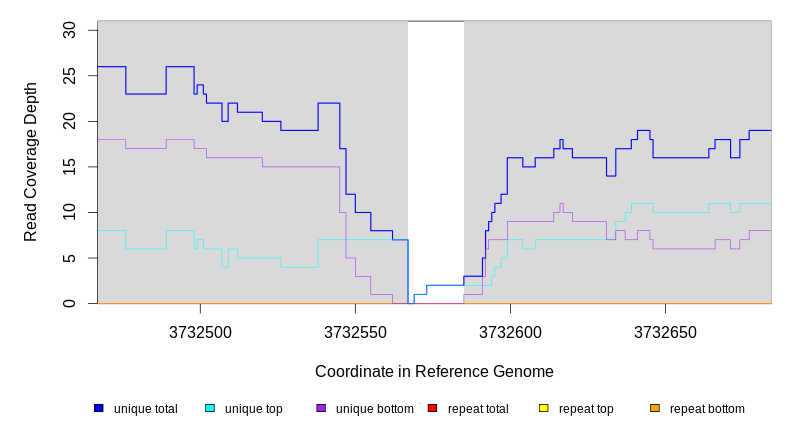 30
25
20
15
10
5
0
Read Coverage Depth
3732500 3732550 3732600 3732650
Coordinate in Reference Genome
unique total unique top unique bottom repeat total repeat top repeat bottom